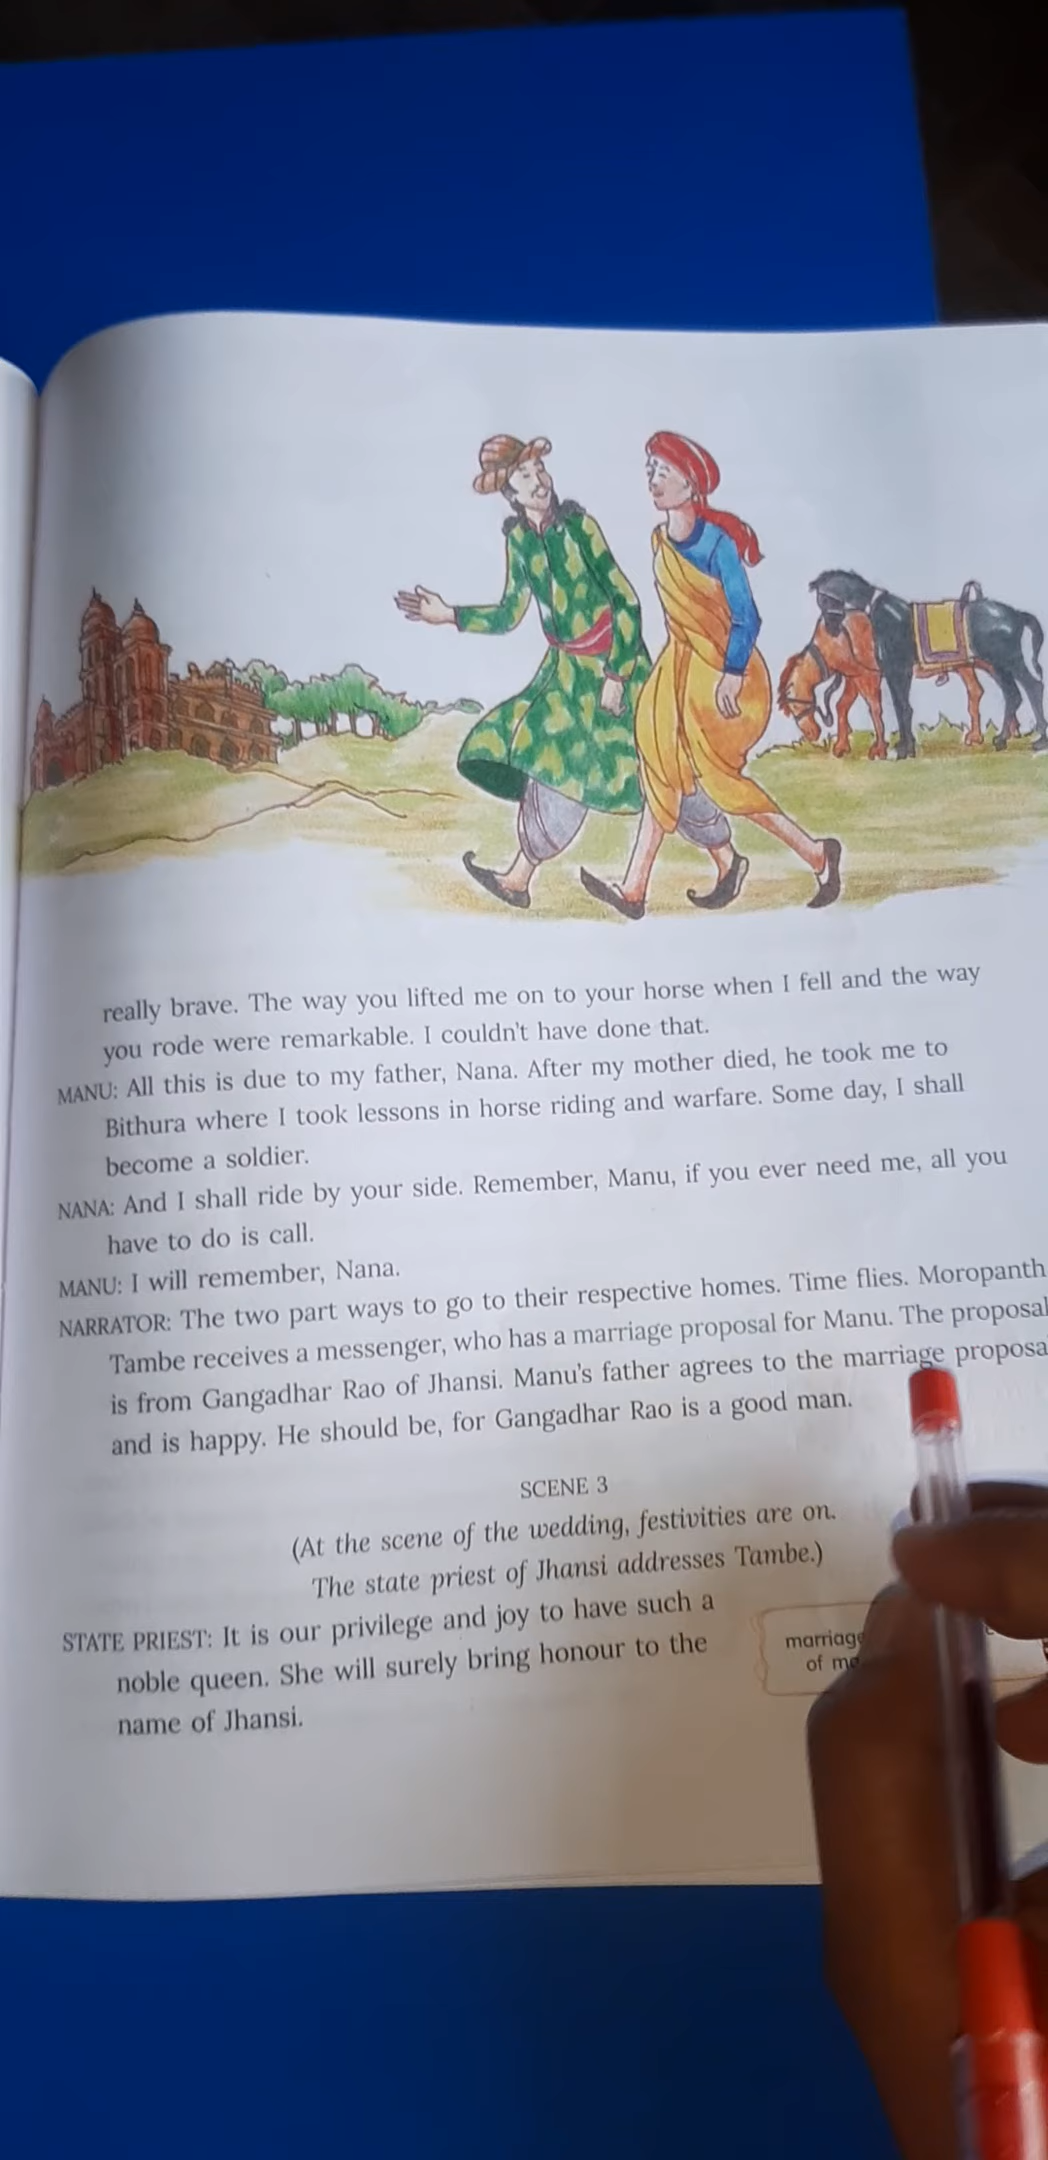 really brave. The way you lifted me on to your horse when I fell and the way
you rode were remarkable. I couldn't have done that.
MANU: All this is due to my father, Nana. After my mother died, he took me to
Bithura where I took lessons in horse riding and warfare. Some day, I shall
become a soldier.
NANA: And I shall ride by your side. Remember, Manu, if you ever need me, all you
have to do is call.
MANU: I will remember, Nana.
NARRATOR: The two part ways to go to their respective homes. Time flies. Moropanth
Tambe receives a messenger, who has a marriage proposal for Manu. The proposal
is from Gangadhar Rao of Jhansi. Manu's father agrees to the marriage
and is happy. He should be, for Gangadhar Rao is a good man.
SCENE 3
(At the scene of the wedding, festivities are on.
The state priest of Jhansi addresses Tambe.)
STATE PRIEST: It is our privilege and joy to have such a
noble queen. She will surely bring honour to the
name of Jhansi.
marriage
of